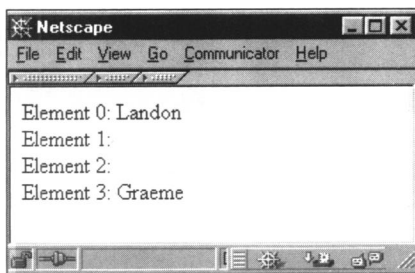 Netscape
File Edit View Go Communicator Help
Element 0: Landon
Element 1:
Element 2:
Element 3: Graeme